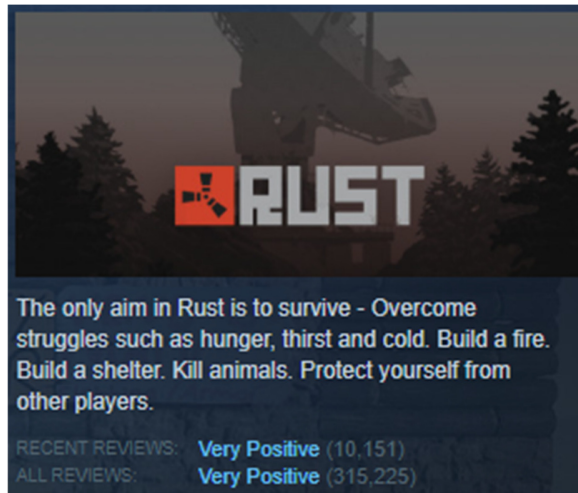 RUST
The only aim in Rust is to survive - Overcome
struggles such as hunger, thirst and cold. Build a fire.
Build a shelter. Kill animals. Protect yourself from
other players.
RECENT REVIEWS: Very Positive (10,151)
ALL REVIEWS: Very Positive (315,225)